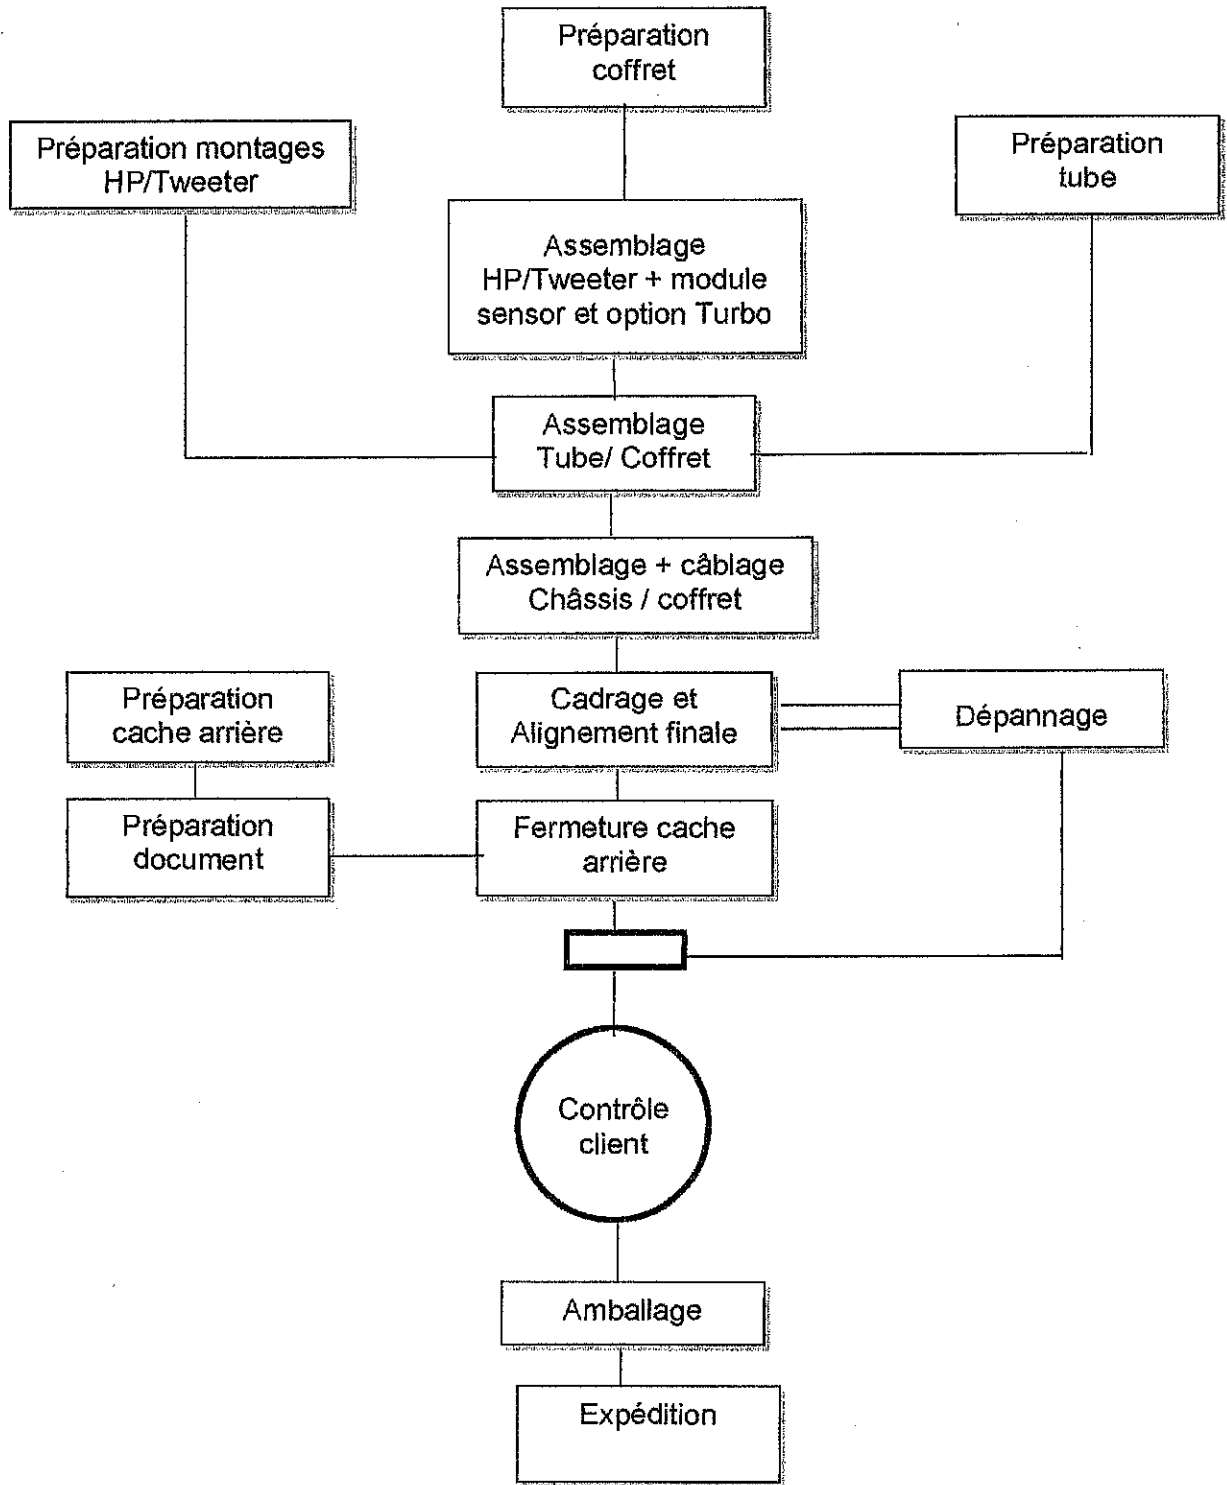 Préparation
coffret
Préparation montages
HP/Tweeter
Préparation
tube
Assemblage
HP/Tweeter + module
sensor et option Turbo
Assemblage
Tube/ Coffret
Assemblage + câblage
Châssis / coffret
Préparation
cache arrière
Cadrage et
Alignement finale
Dépannage
Préparation
document
Fermeture cache
arrière
Contrôle
client
Amballage
Expédition